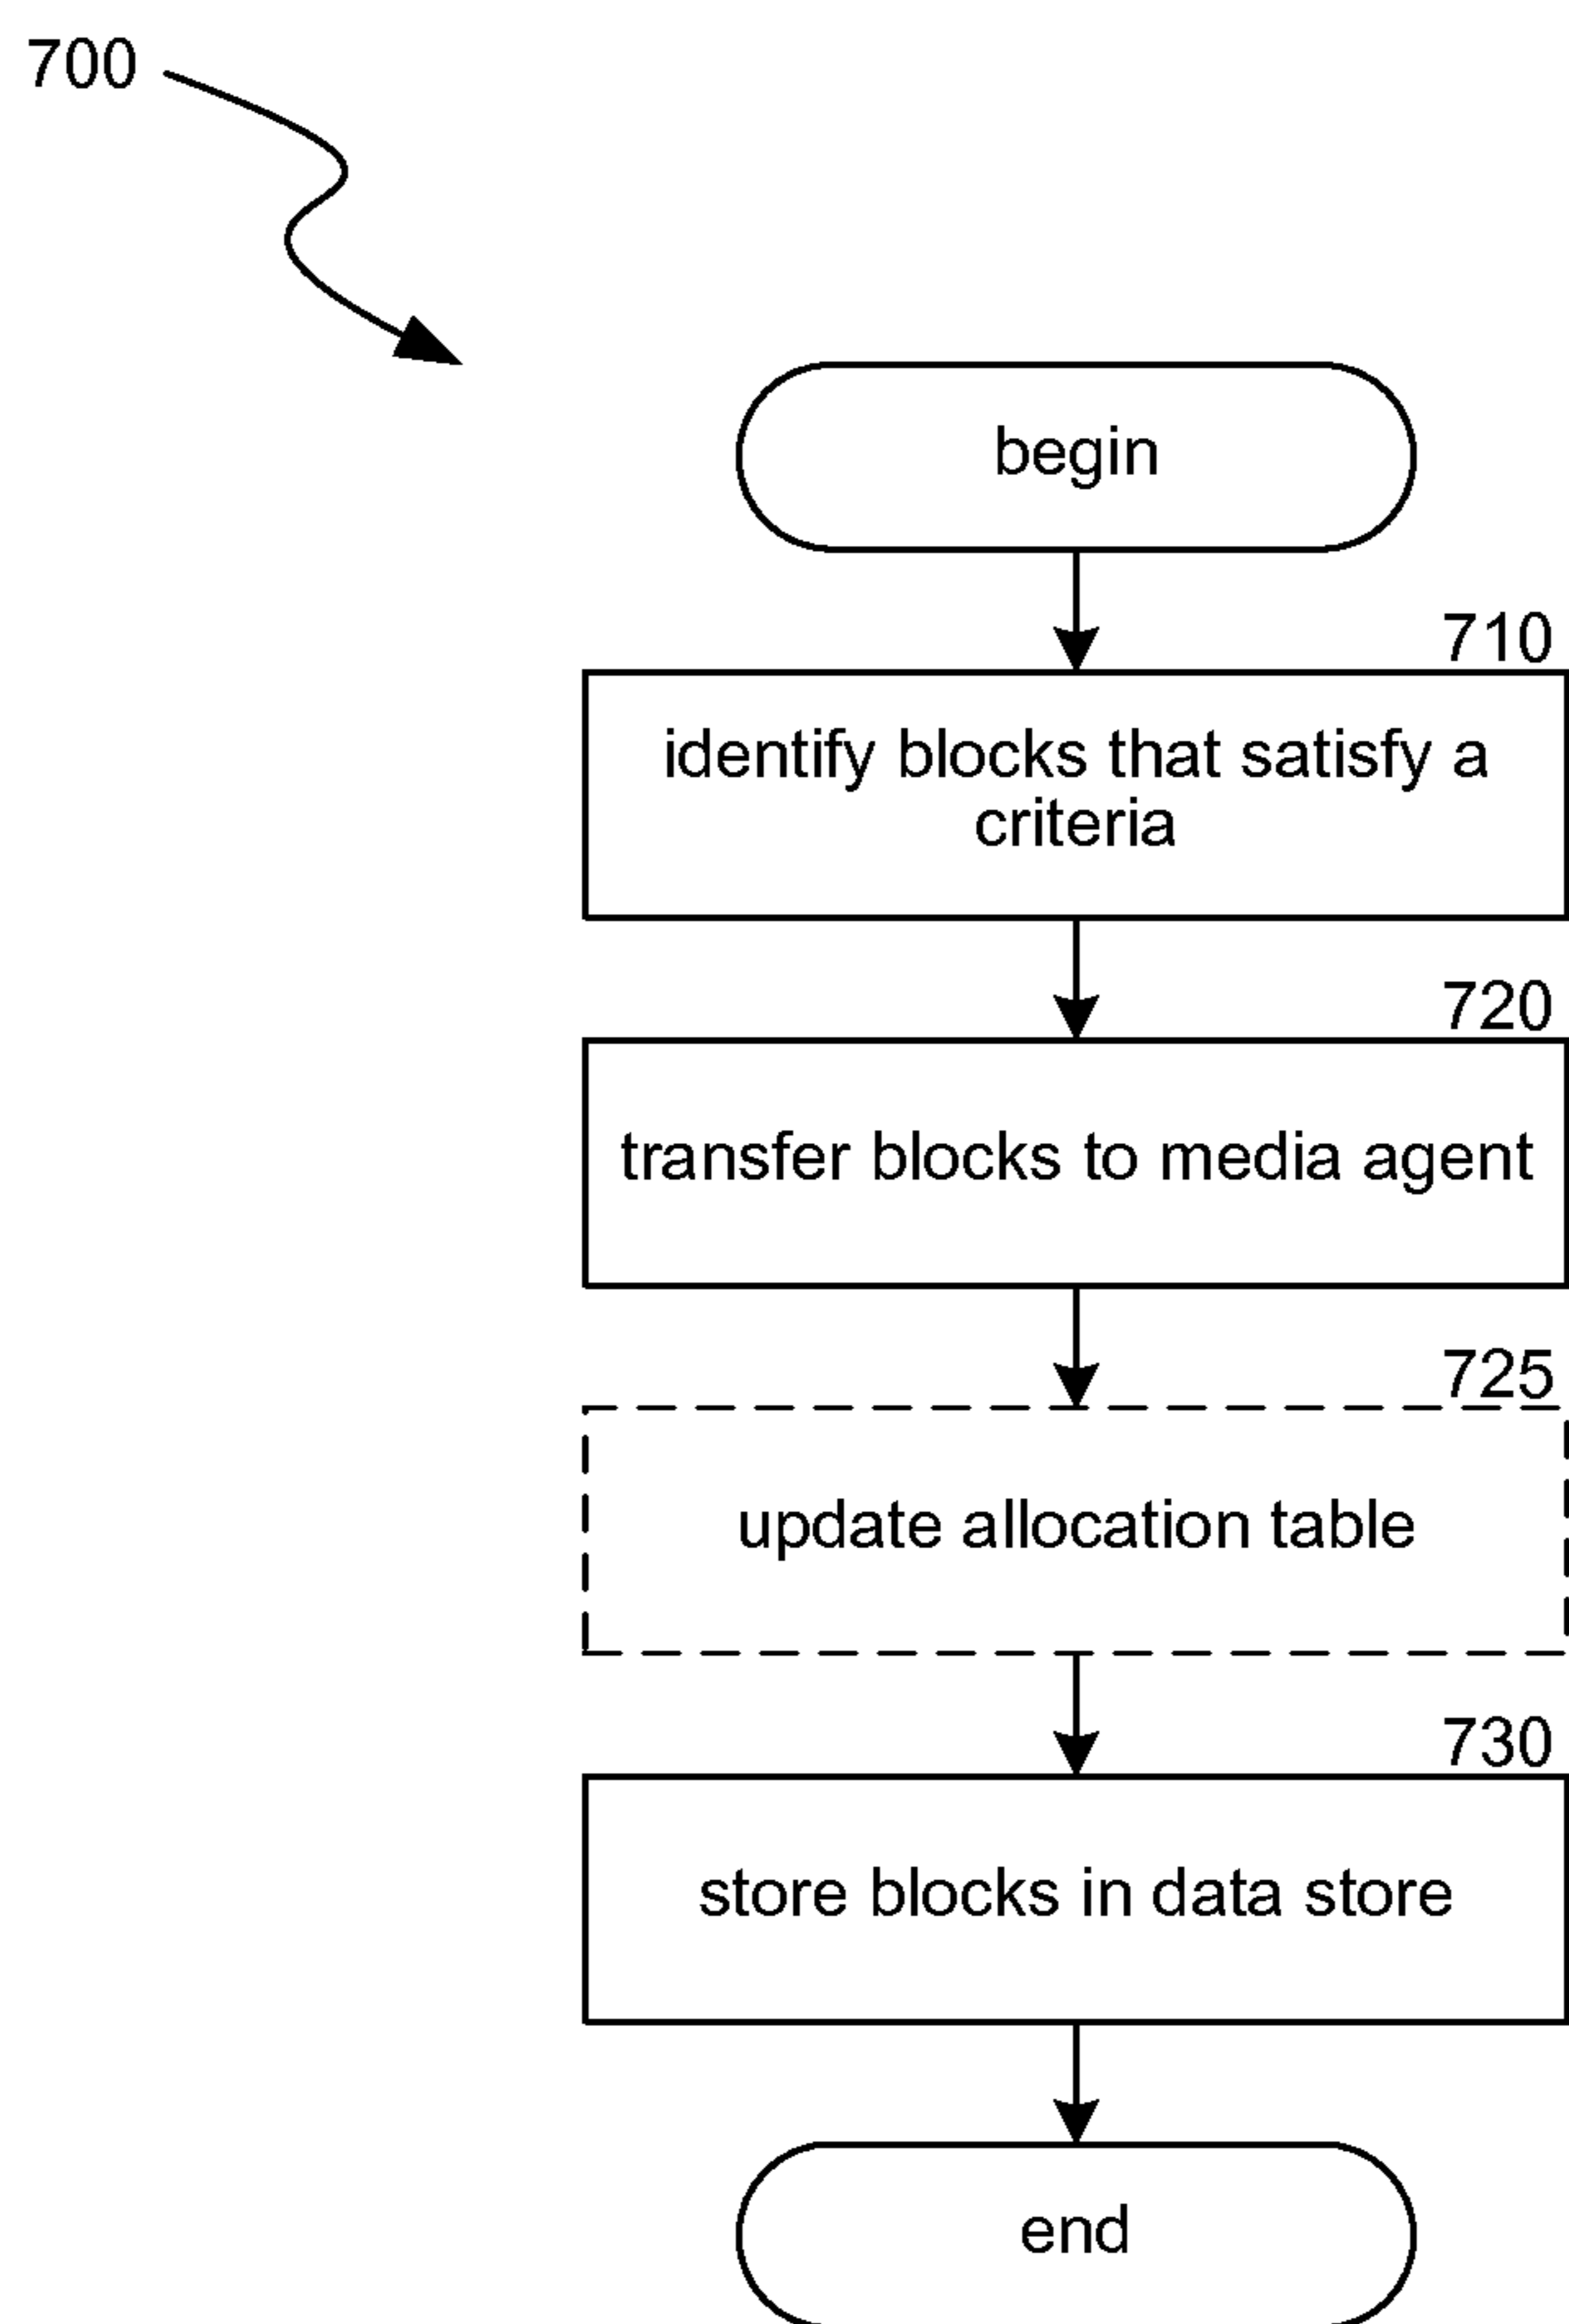 700
begin
710
identify blocks that satisfy a
criteria
720
transfer blocks to media agent
725
update allocation table
730
store blocks in data store
end